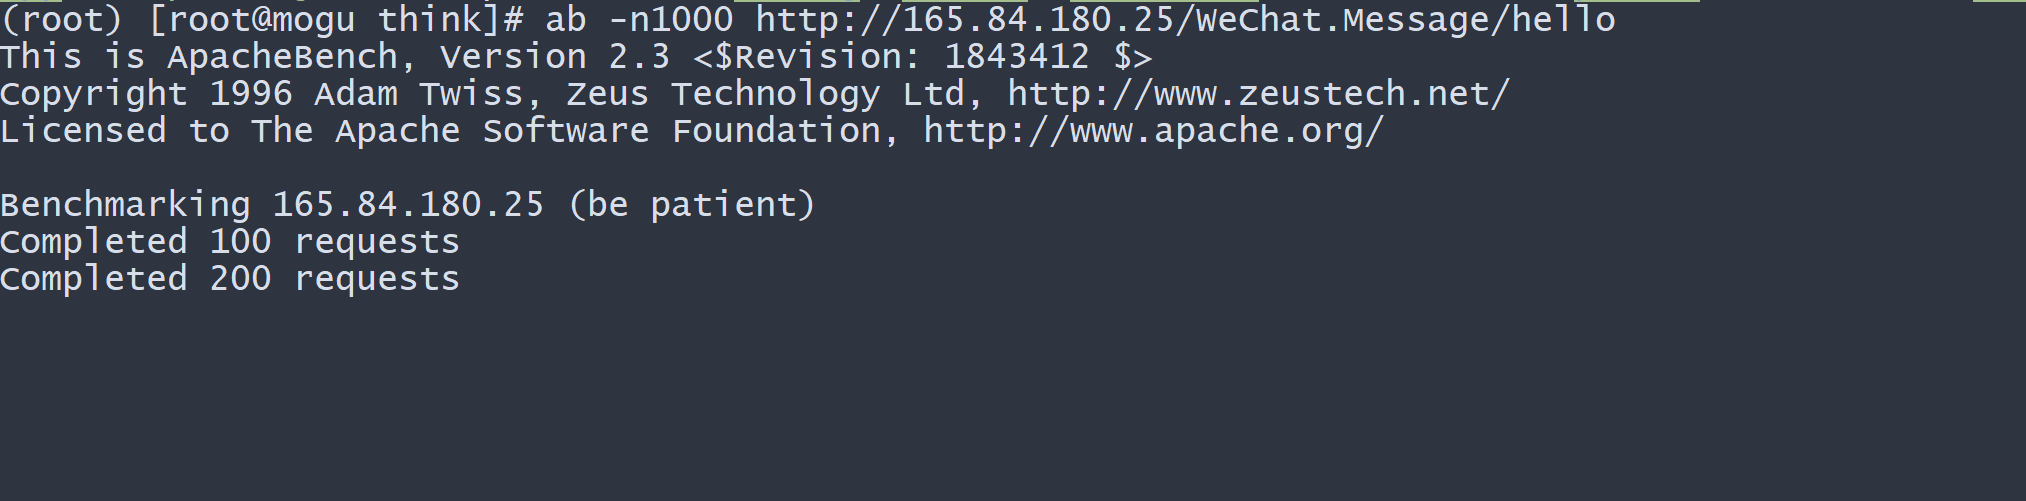 (root) [root@mogu think]# ab -n1000 http://165.84.180.25/WeChat.Message/hello
This is ApacheBench, Version 2.3 <$Revision: 1843412 $>
Copyright 1996 Adam Twiss, Zeus Technology Ltd, http://www.zeustech.net/
Licensed to The Apache Software Foundation, http://www.apache.org/
Benchmarking 165.84.180.25 (be patient)
Completed 100 requests
Completed 200 requests